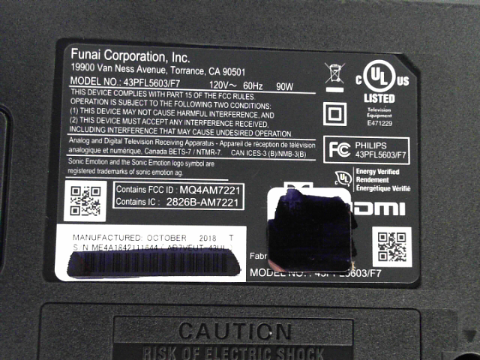 Funai Corporation, Inc.
19900 Van Ness Avenue, Torrance, CA 90501
MODEL NO.: 43PFL5603/F7 120V~ 60Hz 90W
THIS DEVICE COMPLIES WITH PART 15 OF THE FCC RULES
OPERATION IS SUBJECT TO THE FOLLOWING TWO CONDITIONS:
(1) THIS DEVICE MAY NOT CAUSE HARMFUL INTERFERENCE, AND
(2) THIS DEVICE MUST ACCEPT ANY INTERFERENCE RECEIVED,
INCLUDING INTERFERENCE THAT MAY CAUSE UNDESIRED OPERATION.
Analog and Digital Television Receiving Apparatus - Appareil de réception de télévision
analogique et numérique, Canada BETS-7 / NTMR-7. CAN ICES-3 (B)/NMB-3(B)
Sonic Emotion and the Sonic Emotion logo symbol are
registered trademarks of sonic emotion ag
C UL US
LISTED
Television
Equipment
E471229
FC PHILIPS
43PFL5603/F7
Energy Verified
Rendement
Énergétique Vérifié
Contains FCC ID : MQ4AM7221
Contains IC : 2826B-AM7221
MANUFACTURED: OCTOBER 2018 T
MODEL NO.: 43PFL5603/F7
CAUTION
RISK OF ELECTRIC SHOCK